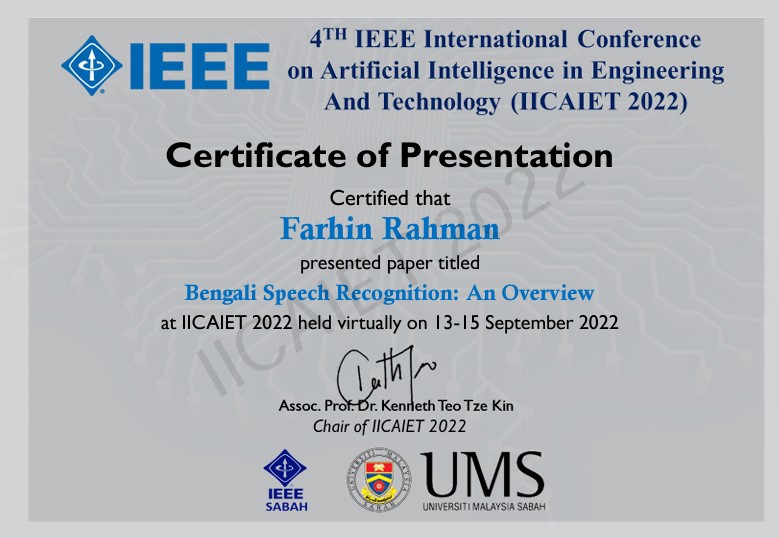 IEEE
4TH IEEE International Conference
on Artificial Intelligence in Engineering
And Technology (IICAIET 2022)
Certificate of Presentation
Certified that
Farhin Rahman
presented paper titled
Bengali Speech Recognition: An Overview
at IICAIET 2022 held virtually on 13-15 September 2022
IICAIET 2022
Assoc. Prof. Dr. Kenneth Teo Tze Kin
Chair of IICAIET 2022
IEEE
SABAH
UNIVERSITI MALAYSIA
SABAH
UMS
UNIVERSITI MALAYSIA SABAH